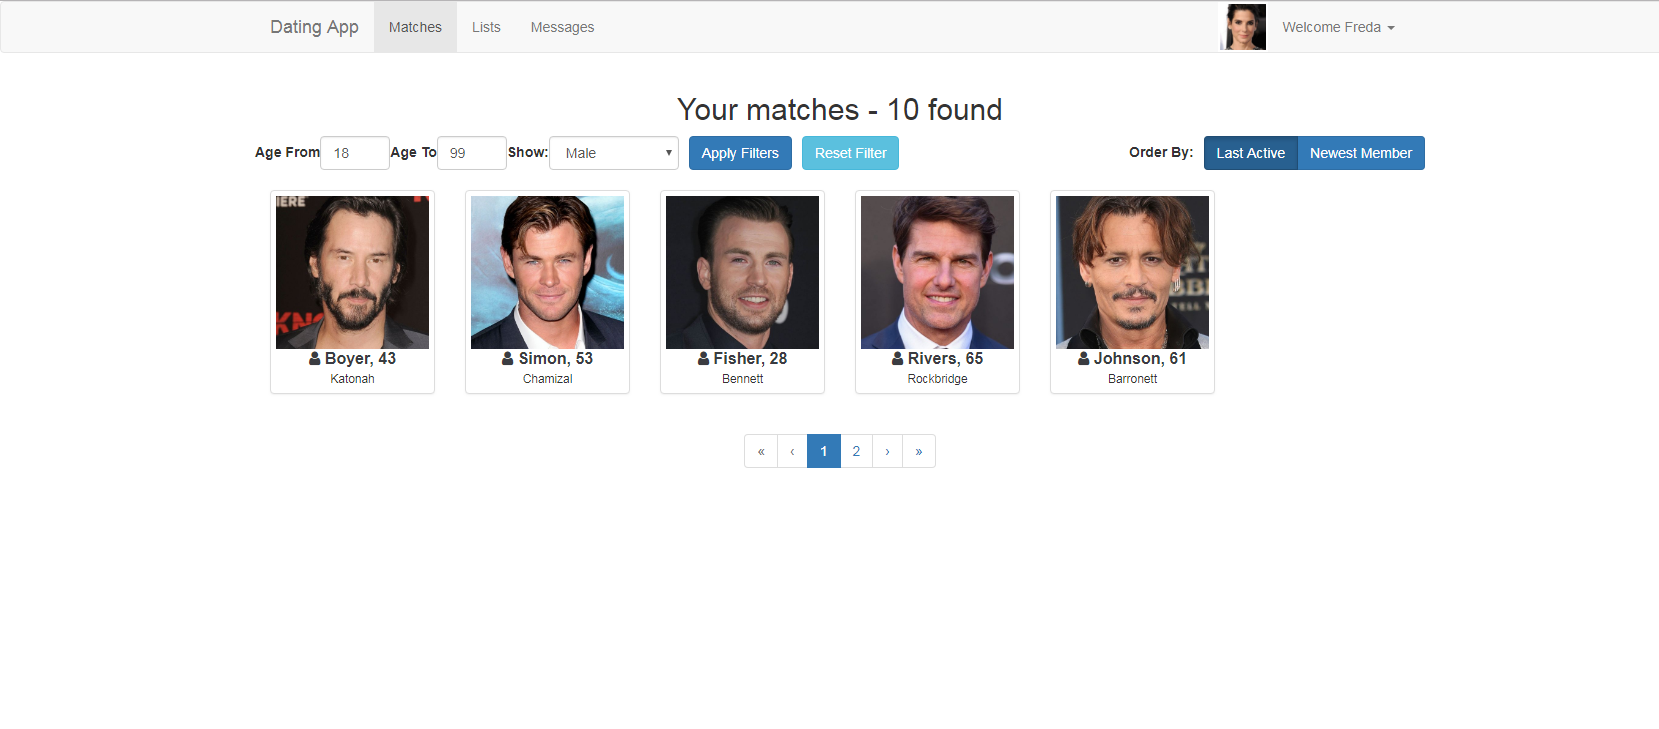 Dating App Matches Lists Messages Welcome Freda
Your matches - 10 found
Age From 18 Age To 99 Show: Male Apply Filters Reset Filter Order By: Last Active Newest Member
Boyer, 43
Katonah
Simon, 53
Chamizal
Fisher, 28
Bennett
Rivers, 65
Rockbridge
Johnson, 61
Barronett
« ‹ 1 2 › »